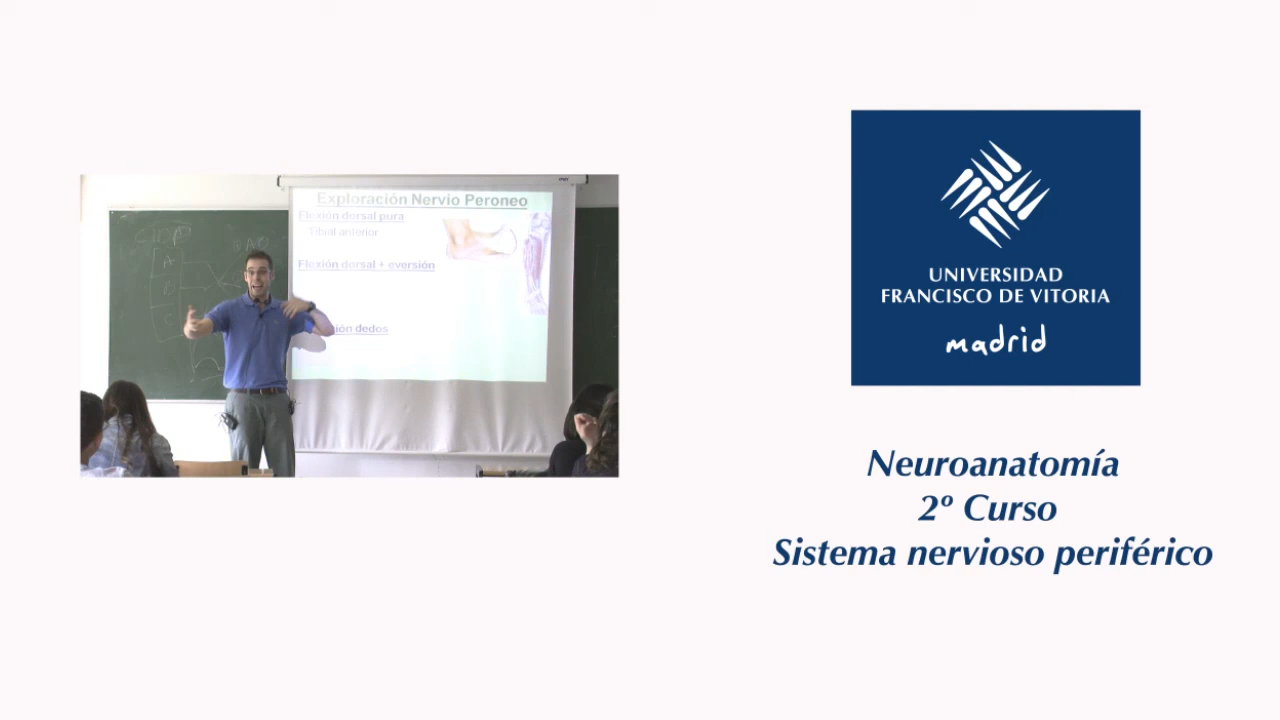 Exploración Nervio Peroneo
Flexión dorsal pura
Tibial anterior
Flexión dorsal + eversión
dedos
A
UNIVERSIDAD
FRANCISCO DE VITORIA
madrid
Neuroanatomía
2º Curso
Sistema nervioso periférico